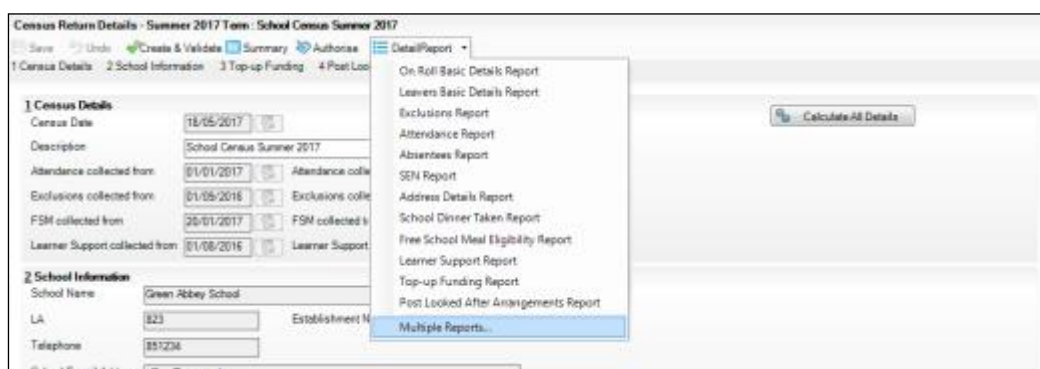 Census Return Details - Summer 2017 Term : School Census Summer 2017
Save Undo Create & Validate Summary Authorise DetailReport
1 Census Details 2 School Information 3 Top-up Funding 4 Post Loo
On Roll Basic Details Report
Leavers Basic Details Report
Exclusions Report
Attendance Report
Absentees Report
SEN Report
Address Details Report
School Dinner Taken Report
Free School Meal Eligibility Report
Learner Support Report
Top-up Funding Report
Post Looked After Arrangements Report
Multiple Reports...
1 Census Details
Calculate All Details
Census Date 18/05/2017
Description School Census Summer 2017
Attendance collected from 01/01/2017 Attendance colle
Exclusions collected from 01/09/2016 Exclusions colle
FSM collected from 20/01/2017 FSM collected t
Learner Support collected from 01/08/2016 Learner Support
2 School Information
School Name Green Abbey School
LA 823 Establishment N
Telephone 851234